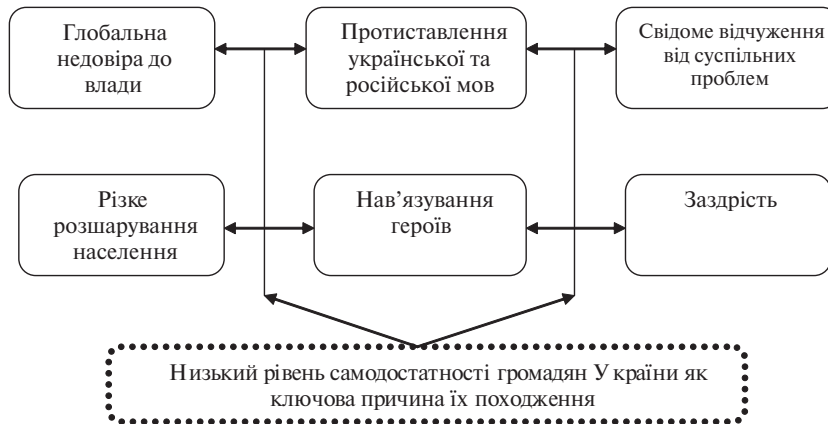 Глобальна
недовіра до
влади
Протиставлення
української та
російської мов
Свідоме відчуження
від суспільних
проблем
Різке
розшарування
населення
Нав’язування
героїв
Заздрість
Низький рівень самодостатності громадян України як
ключова причина їх походження